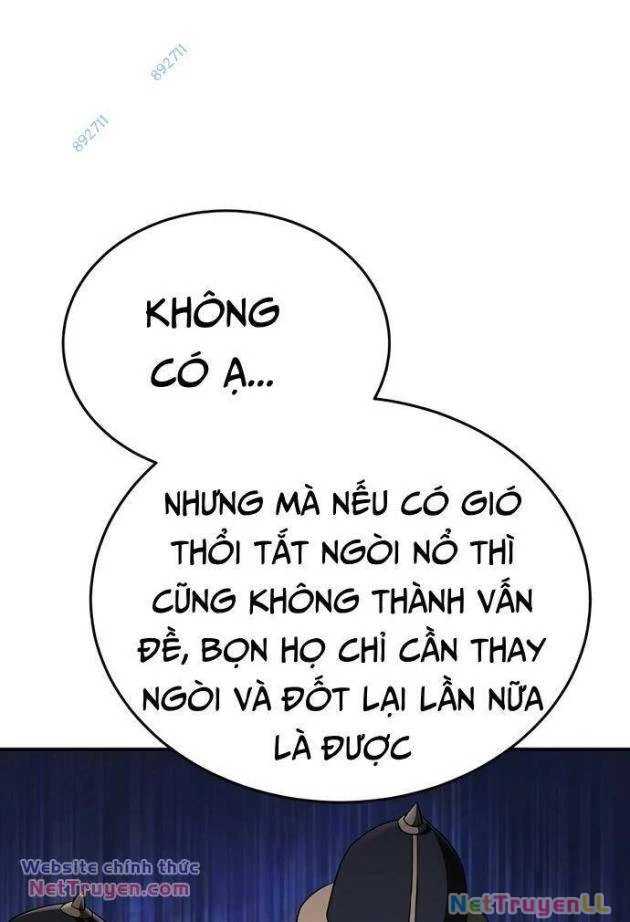 892711
892711
KHÔNG
CÓ Ạ...
NHƯNG MÀ NẾU CÓ GIÓ
THỔI TẮT NGÒI NỔ THÌ
CŨNG KHÔNG THÀNH VẤN
ĐỀ, BỌN HỌ CHỈ CẦN THAY
NGÒI VÀ ĐỐT LẠI LẦN NỮA
LÀ ĐƯỢC
Website chính thức
NetTruyen.com
NetTruyenLL